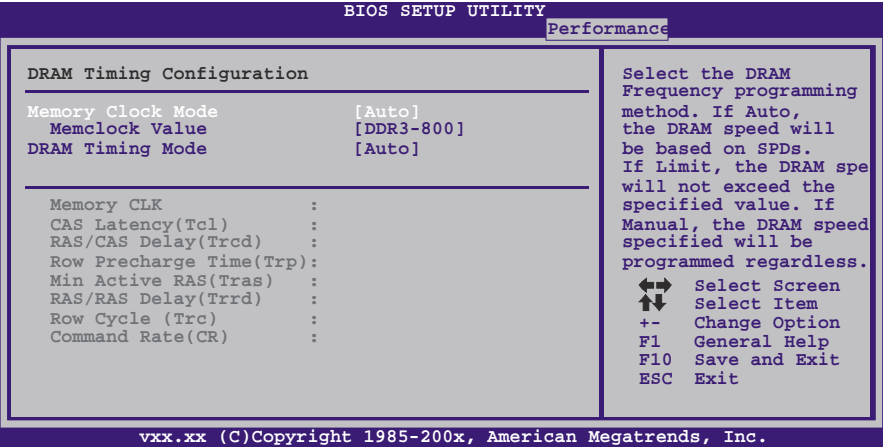 BIOS SETUP UTILITY
Performance
DRAM Timing Configuration
Memory Clock Mode [Auto]
Memclock Value [DDR3-800]
DRAM Timing Mode [Auto]
Memory CLK :
CAS Latency(Tcl) :
RAS/CAS Delay(Trcd) :
Row Precharge Time(Trp):
Min Active RAS(Tras) :
RAS/RAS Delay(Trrd) :
Row Cycle (Trc) :
Command Rate(CR) :
Select the DRAM
Frequency programming
method. If Auto,
the DRAM speed will
be based on SPDs.
If Limit, the DRAM spe
will not exceed the
specified value. If
Manual, the DRAM speed
specified will be
programmed regardless.
Select Screen
Select Item
+- Change Option
F1 General Help
F10 Save and Exit
ESC Exit
vxx.xx (C)Copyright 1985-200x, American Megatrends, Inc.